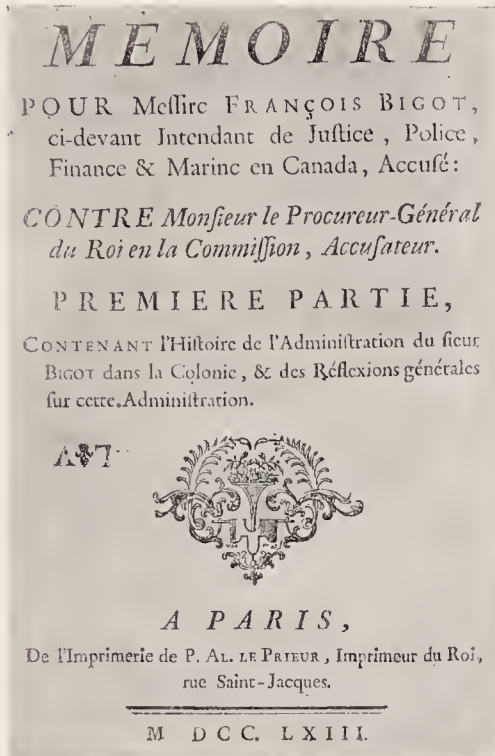 MÉMOIRE
POUR Meſſire FRANÇOIS BIGOT,
ci-devant Intendant de Juſtice, Police,
Finance & Marine en Canada, Accuſé:
CONTRE Monſieur le Procureur-Général
du Roi en la Commiſſion, Accuſateur.
PREMIERE PARTIE,
CONTENANT l'Hiſtoire de l'Adminiſtration du ſieur
BIGOT dans la Colonie, & des Réflexions générales
ſur cette Adminiſtration.
A PARIS,
De l'Imprimerie de P. AL. LE PRIEUR, Imprimeur du Roi,
rue Saint-Jacques.
M DCC. LXIII.